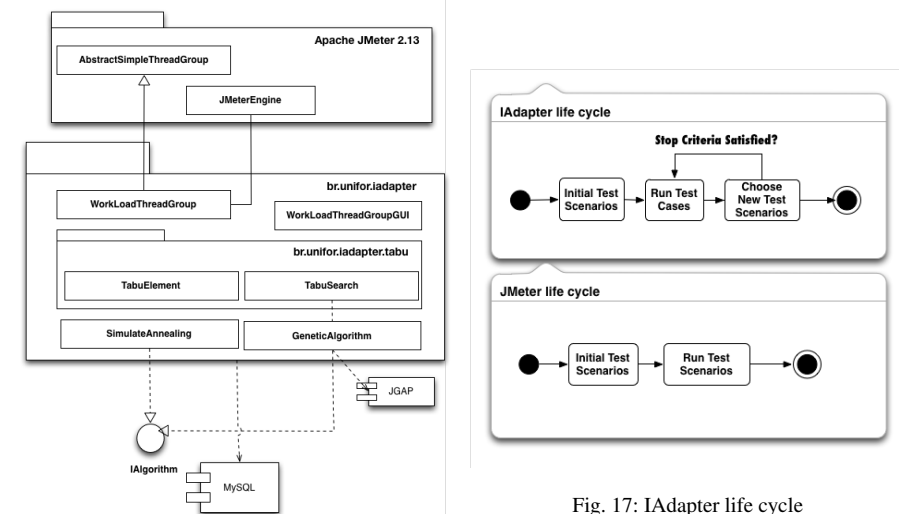 Apache JMeter 2.13
AbstractSimpleThreadGroup
JMeterEngine
br.unifor.iadapter
WorkLoadThreadGroup
WorkLoadThreadGroupGUI
br.unifor.iadapter.tabu
TabuElement
TabuSearch
SimulateAnnealing
GeneticAlgorithm
JGAP
IAlgorithm
MySQL
IAdapter life cycle
Stop Criteria Satisfied?
Initial Test
Scenarios
Run Test
Cases
Choose
New Test
Scenarios
JMeter life cycle
Initial Test
Scenarios
Run Test
Scenarios
Fig. 17: IAdapter life cycle